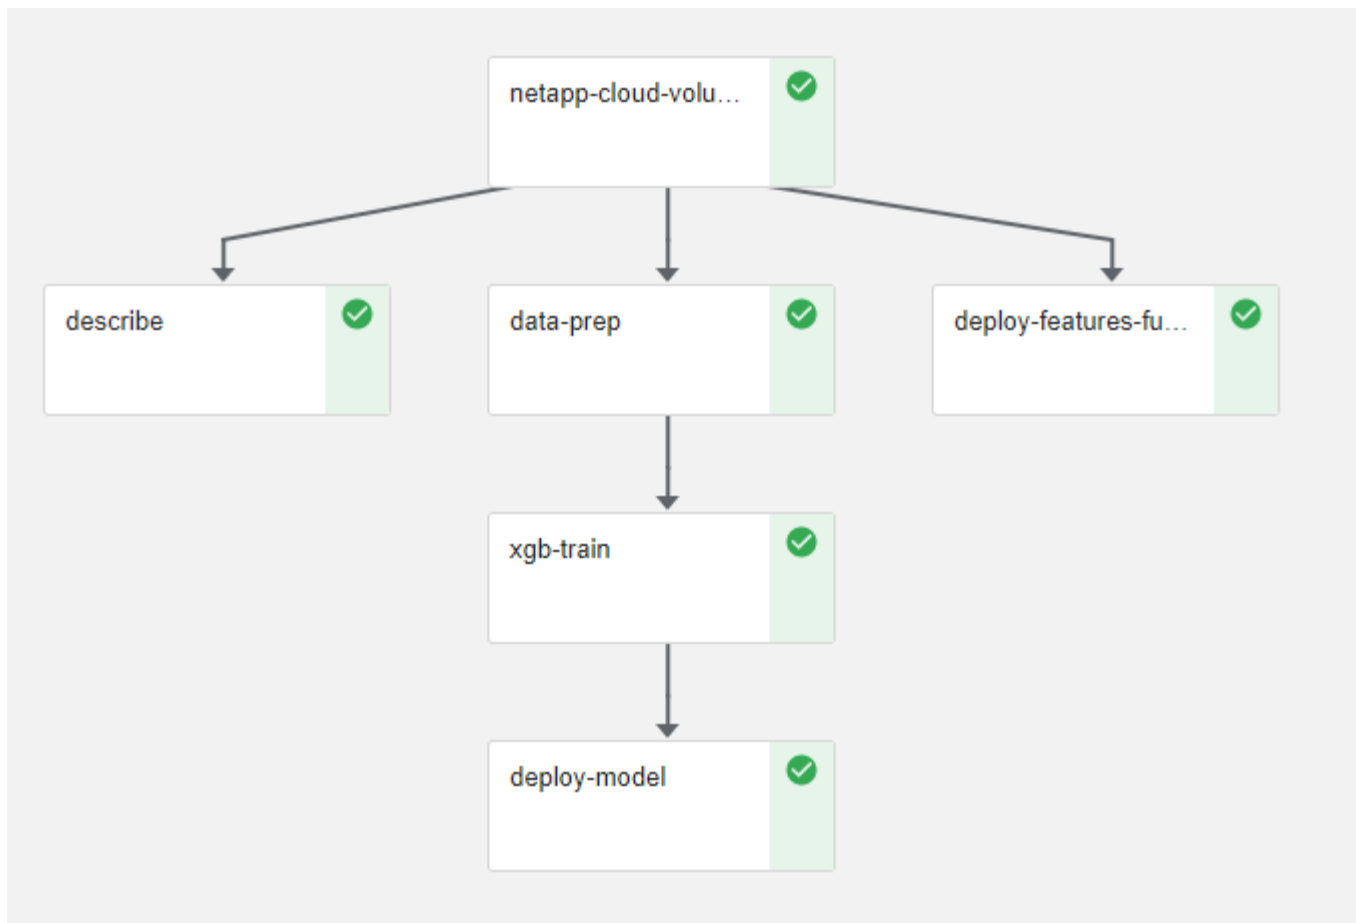 netapp-cloud-volu...
describe
data-prep
deploy-features-fu...
xgb-train
deploy-model